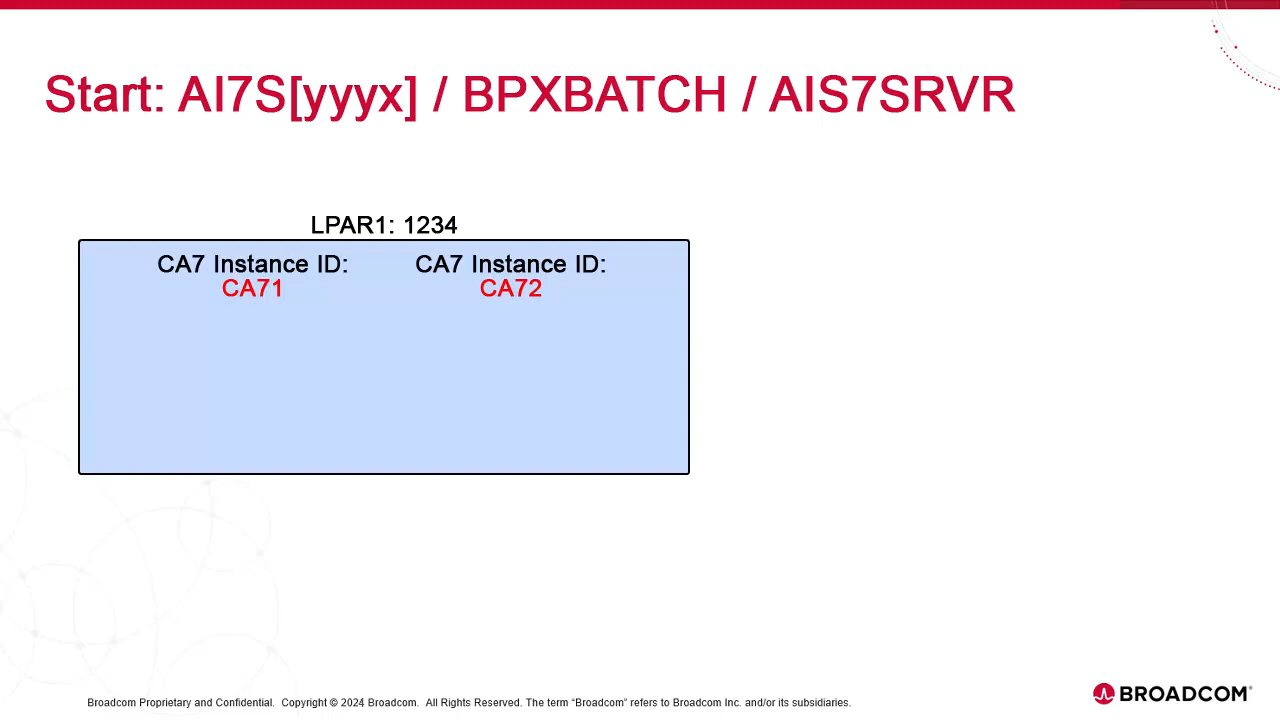 Start: AI7S[yyyx] / BPXBATCH / AIS7SRVR
LPAR1: 1234
CA7 Instance ID: CA7 Instance ID:
CA71 CA72
Broadcom Proprietary and Confidential. Copyright © 2024 Broadcom. All Rights Reserved. The term “Broadcom” refers to Broadcom Inc. and/or its subsidiaries.
BROADCOM®